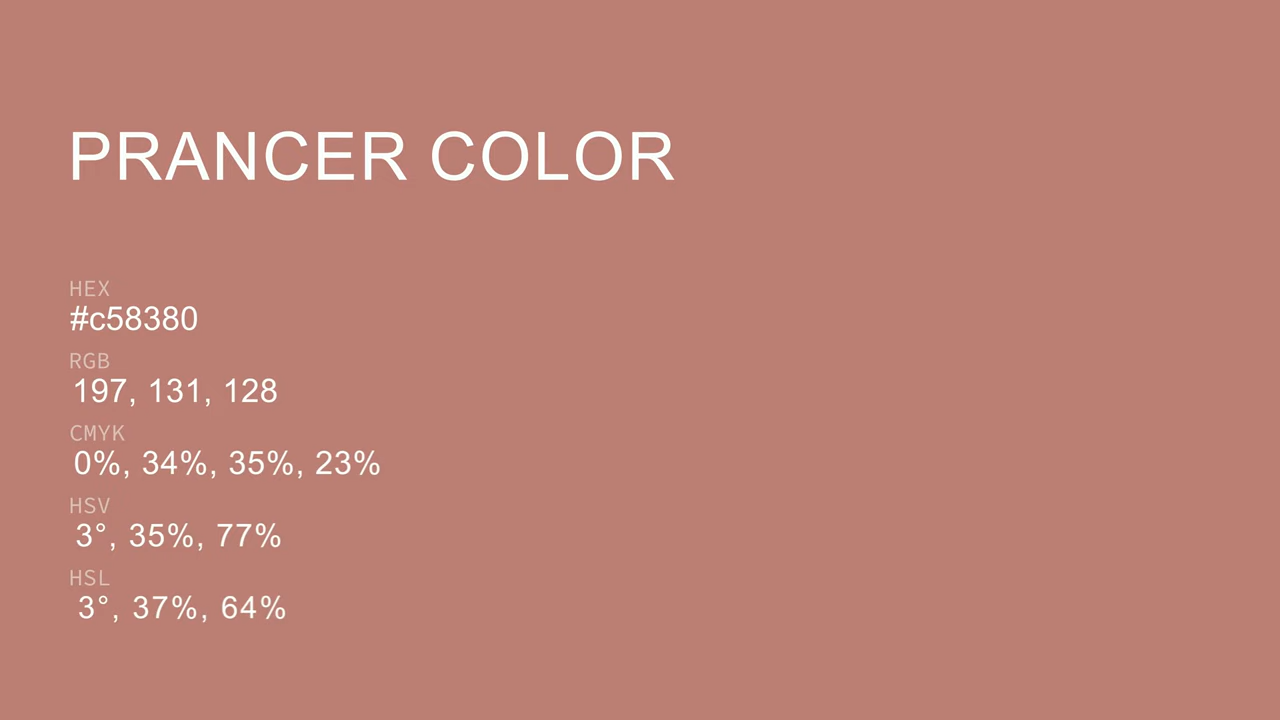 PRANCER COLOR
HEX
#c58380
RGB
197, 131, 128
CMYK
0%, 34%, 35%, 23%
HSV
3°, 35%, 77%
HSL
3°, 37%, 64%